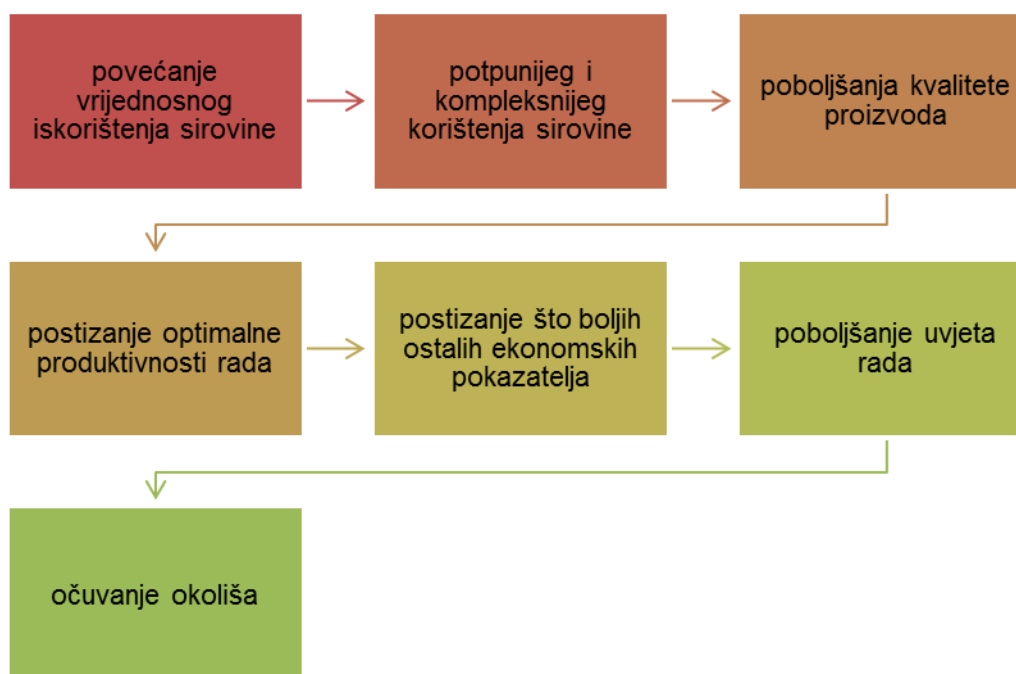 povećanje
vrijednosnog
iskorištenja sirovine
potpunijeg i
kompleksnijeg
korištenja sirovine
poboljšanja kvalitete
proizvoda
postizanje optimalne
produktivnosti rada
postizanje što boljih
ostalih ekonomskih
pokazatelja
poboljšanje uvjeta
rada
očuvanje okoliša